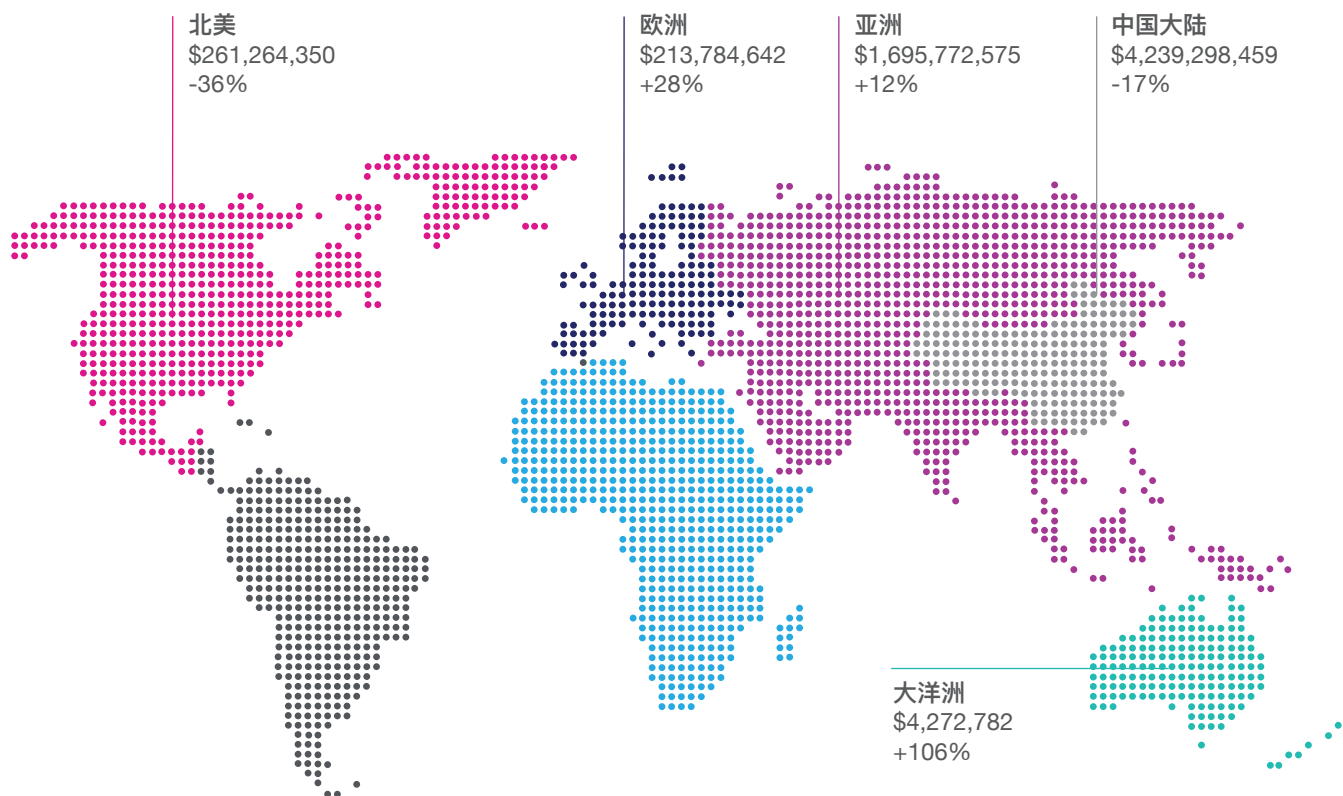 北美
$261,264,350
-36%
欧洲
$213,784,642
+28%
亚洲
$1,695,772,575
+12%
中国大陆
$4,239,298,459
-17%
大洋洲
$4,272,782
+106%